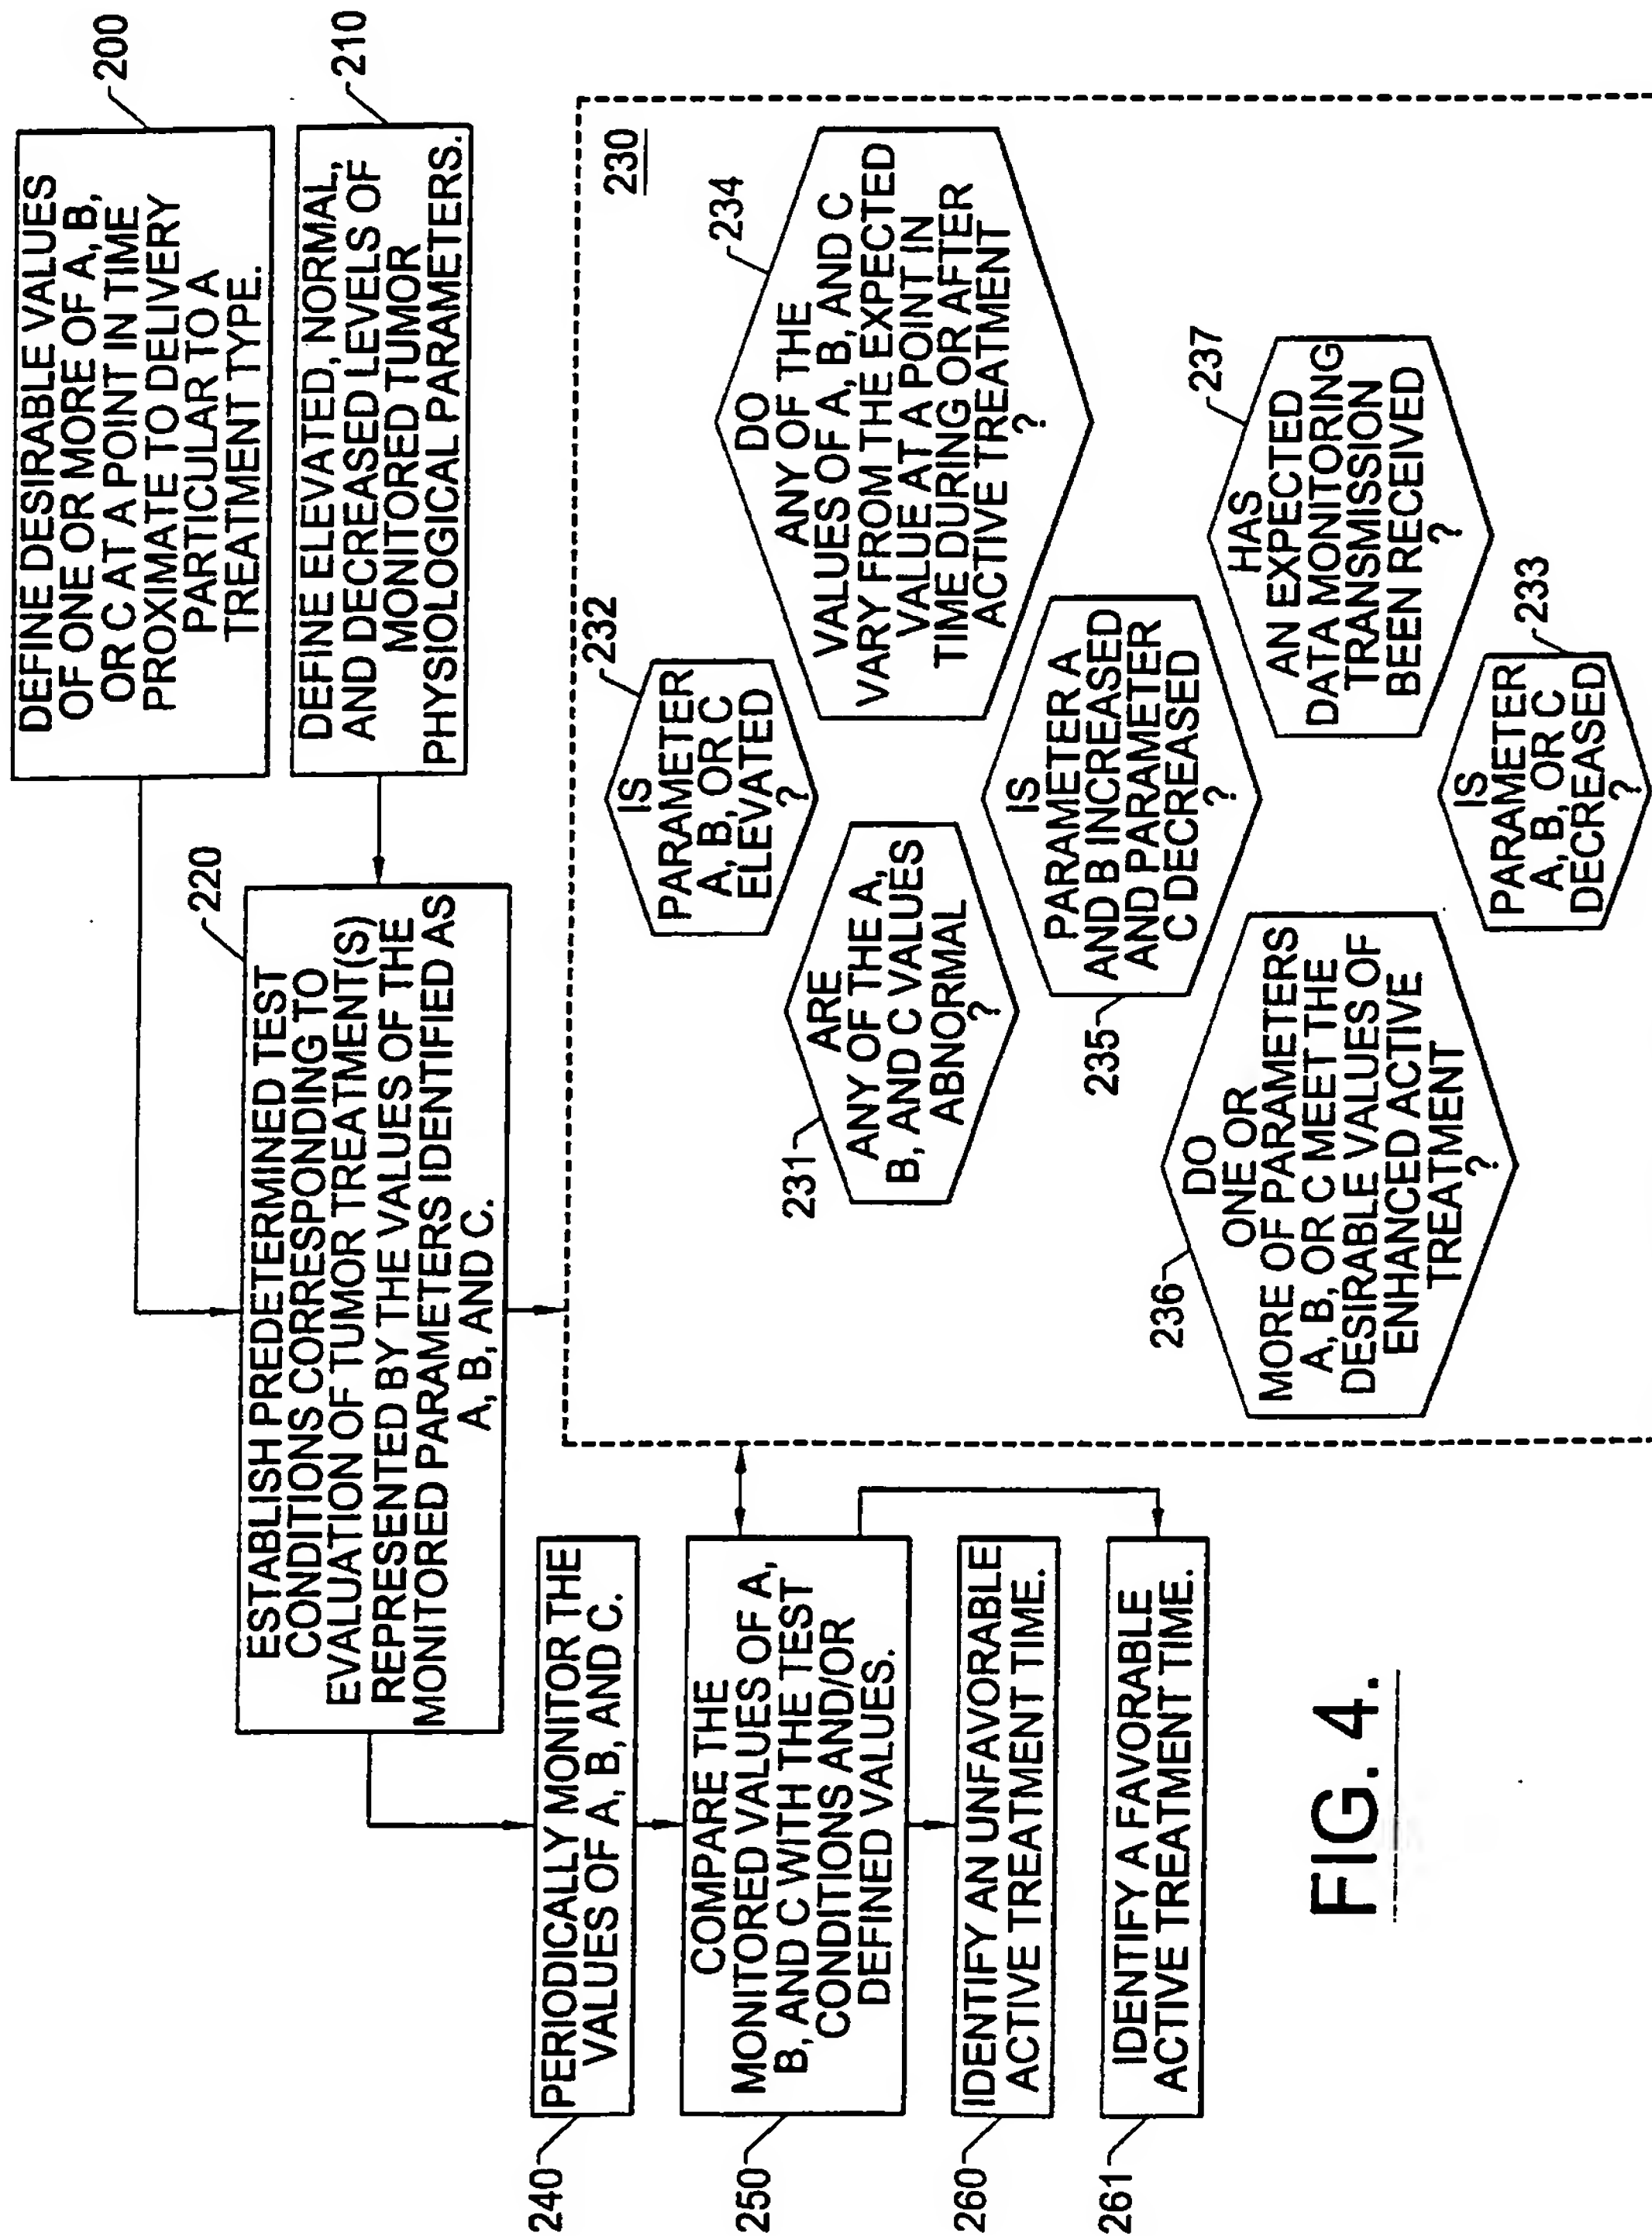 200
DEFINE DESIRABLE VALUES
OF ONE OR MORE OF A, B,
OR C AT A POINT IN TIME
PROXIMATE TO DELIVERY
PARTICULAR TO A
TREATMENT TYPE.
210
DEFINE ELEVATED, NORMAL,
AND DECREASED LEVELS OF
MONITORED TUMOR
PHYSIOLOGICAL PARAMETERS.
220
ESTABLISH PREDETERMINED TEST
CONDITIONS CORRESPONDING TO
EVALUATION OF TUMOR TREATMENT(S)
REPRESENTED BY THE VALUES OF THE
MONITORED PARAMETERS IDENTIFIED AS
A, B, AND C.
230
231
ARE
ANY OF THE A,
B, AND C VALUES
ABNORMAL
?
232
IS
PARAMETER
A, B, OR C
ELEVATED
?
234
DO
ANY OF THE
VALUES OF A, B, AND C
VARY FROM THE EXPECTED
VALUE AT A POINT IN
TIME DURING OR AFTER
ACTIVE TREATMENT
?
235
IS
PARAMETER A
AND B INCREASED
AND PARAMETER
C DECREASED
?
236
DO
ONE OR
MORE OF PARAMETERS
A, B, OR C MEET THE
DESIRABLE VALUES OF
ENHANCED ACTIVE
TREATMENT
?
237
HAS
AN EXPECTED
DATA MONITORING
TRANSMISSION
BEEN RECEIVED
?
233
IS
PARAMETER
A, B, OR C
DECREASED
?
240
PERIODICALLY MONITOR THE
VALUES OF A, B, AND C.
250
COMPARE THE
MONITORED VALUES OF A,
B, AND C WITH THE TEST
CONDITIONS AND/OR
DEFINED VALUES.
260
IDENTIFY AN UNFAVORABLE
ACTIVE TREATMENT TIME.
261
IDENTIFY A FAVORABLE
ACTIVE TREATMENT TIME.
FIG. 4.